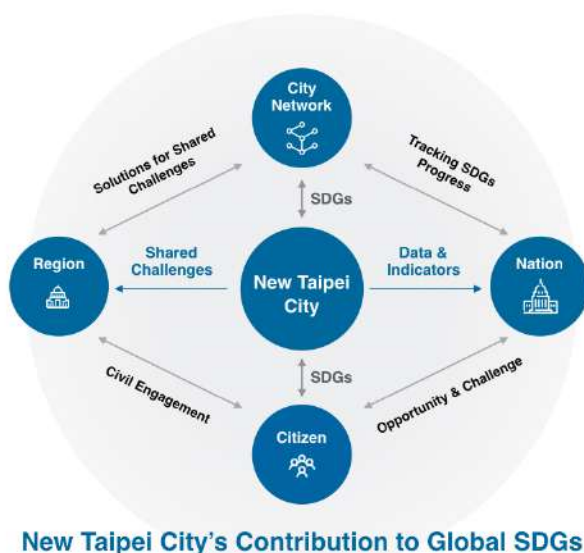 City
Network
Solutions for Shared
Challenges
Tracking SDGs
Progress
SDGs
Region
Shared
Challenges
New Taipei
City
Data &
Indicators
Nation
SDGs
Civil Engagement
Opportunity & Challenge
Citizen
New Taipei City's Contribution to Global SDGs